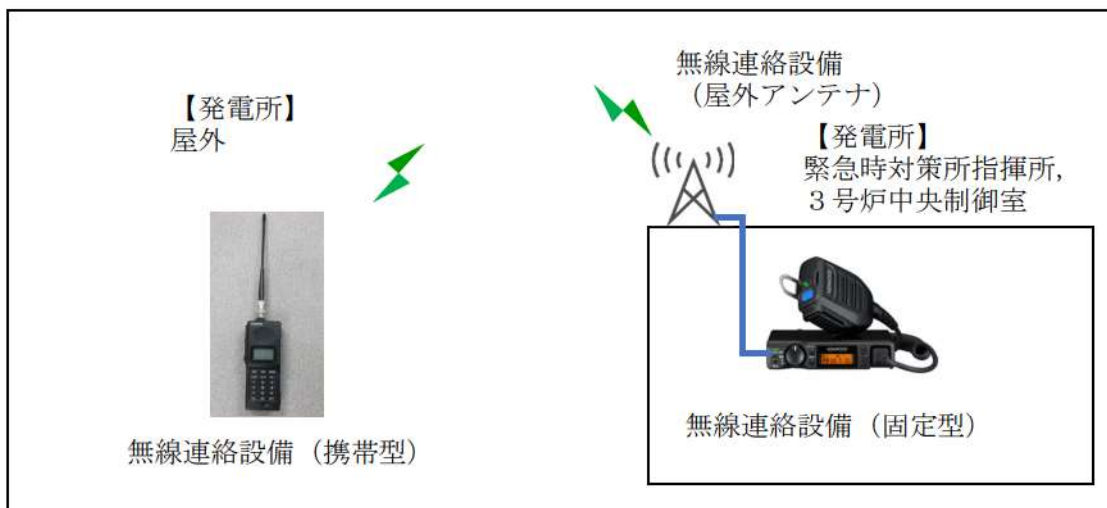 【発電所】
屋外
無線連絡設備（携帯型）
無線連絡設備
（屋外アンテナ）
【発電所】
緊急時対策所指揮所，
３号炉中央制御室
無線連絡設備（固定型）